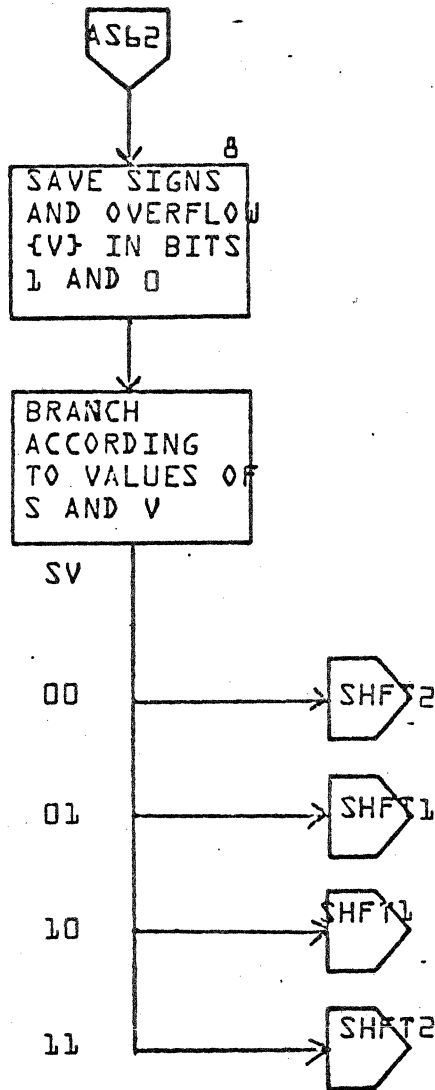 AS62
8
SAVE SIGNS
AND OVERFLOW
{V} IN BITS
1 AND 0
BRANCH
ACCORDING
TO VALUES OF
S AND V
SV
00 SHFT2
01 SHFT1
10 SHFT1
11 SHFT2